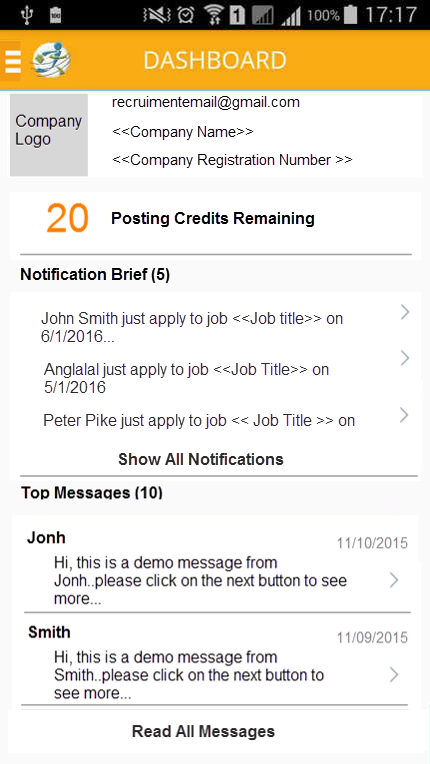 100% 17:17
DASHBOARD
Company
Logo
recruimentemail@gmail.com
<<Company Name>>
<<Company Registration Number >>
20 Posting Credits Remaining
Notification Brief (5)
John Smith just apply to job <<Job title>> on
6/1/2016...
Anglalal just apply to job <<Job Title>> on
5/1/2016
Peter Pike just apply to job << Job Title >> on
Show All Notifications
Top Messages (10)
Jonh
11/10/2015
Hi, this is a demo message from
Jonh..please click on the next button to see
more...
Smith
11/09/2015
Hi, this is a demo message from
Smith..please click on the next button to
see more...
Read All Messages